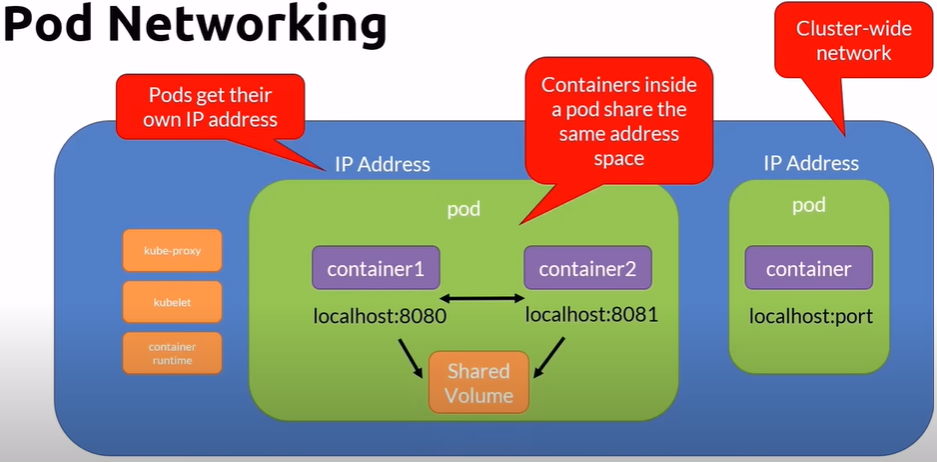 Pod Networking
Cluster-wide
network
Pods get their
own IP address
Containers inside
a pod share the
same address
space
IP Address
IP Address
pod
pod
kube-proxy
kubelet
container
runtime
container1
container2
container
localhost:8080
localhost:8081
localhost:port
Shared
Volume